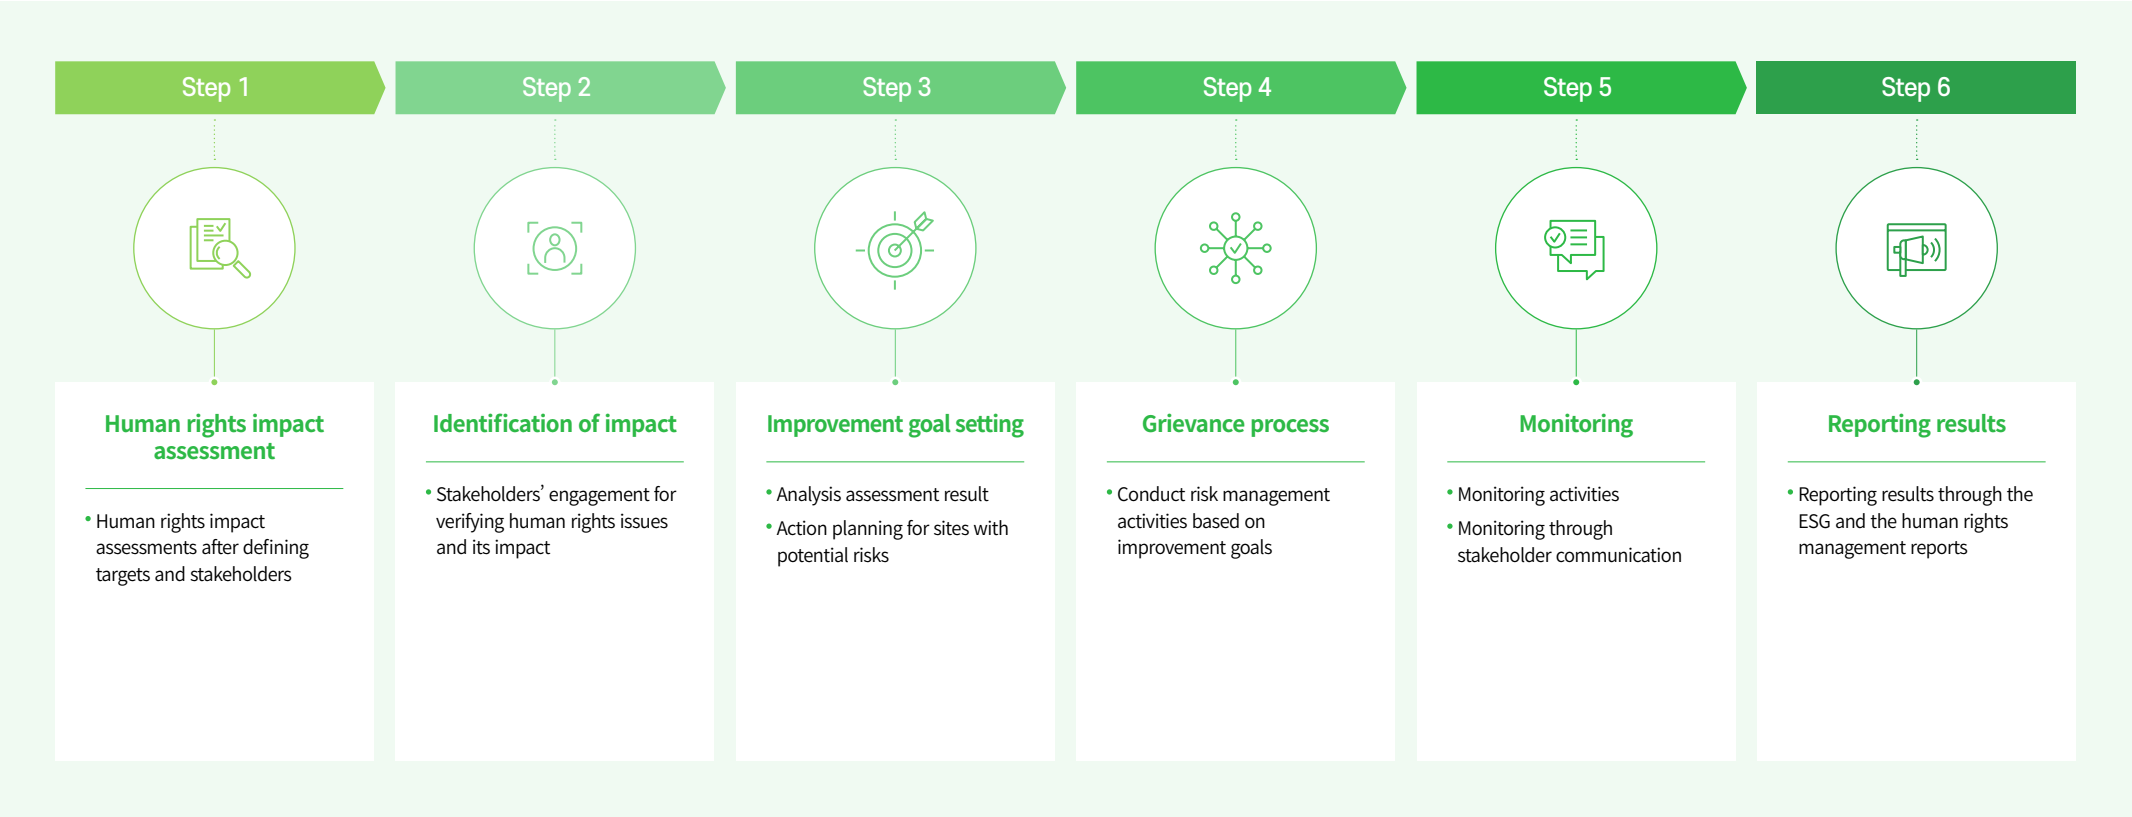 Step 1
Step 2
Step 3
Step 4
Step 5
Step 6
Human rights impact
assessment
• Human rights impact
assessments after defining
targets and stakeholders
Identification of impact
• Stakeholders’ engagement for
verifying human rights issues
and its impact
Improvement goal setting
• Analysis assessment result
• Action planning for sites with
potential risks
Grievance process
• Conduct risk management
activities based on
improvement goals
Monitoring
• Monitoring activities
• Monitoring through
stakeholder communication
Reporting results
• Reporting results through the
ESG and the human rights
management reports